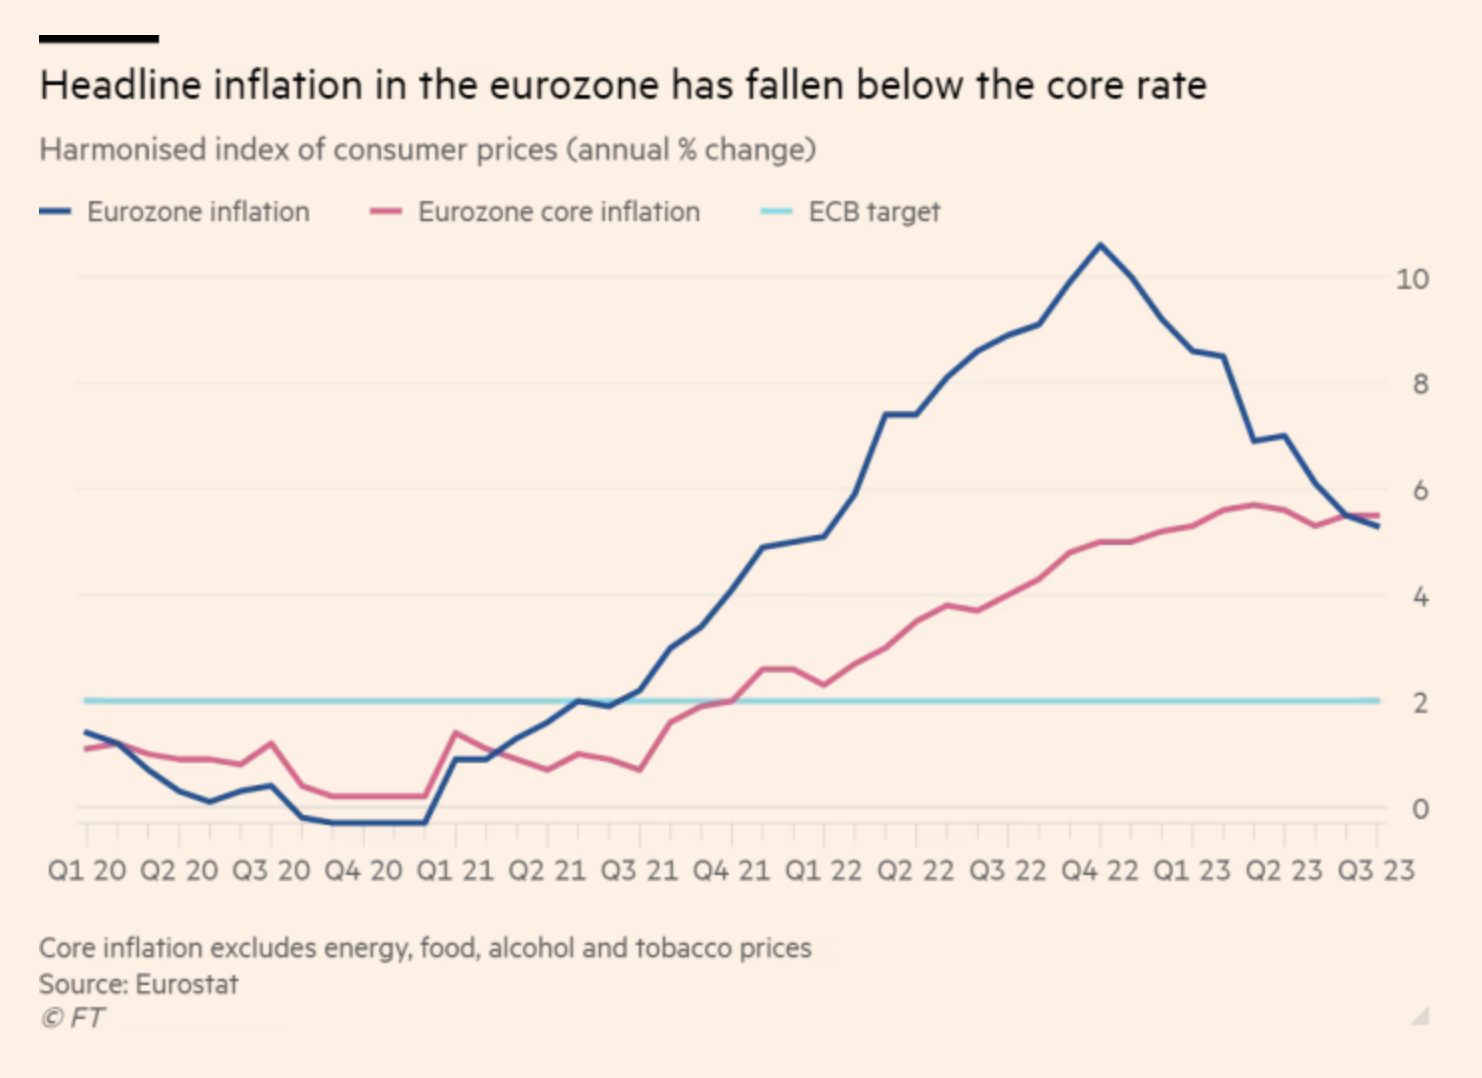 Headline inflation in the eurozone has fallen below the core rate
Harmonised index of consumer prices (annual % change)
Eurozone inflation Eurozone core inflation ECB target
10
8
6
4
2
0
Q1 20 Q2 20 Q3 20 Q4 20 Q1 21 Q2 21 Q3 21 Q4 21 Q1 22 Q2 22 Q3 22 Q4 22 Q1 23 Q2 23 Q3 23
Core inflation excludes energy, food, alcohol and tobacco prices
Source: Eurostat
© FT